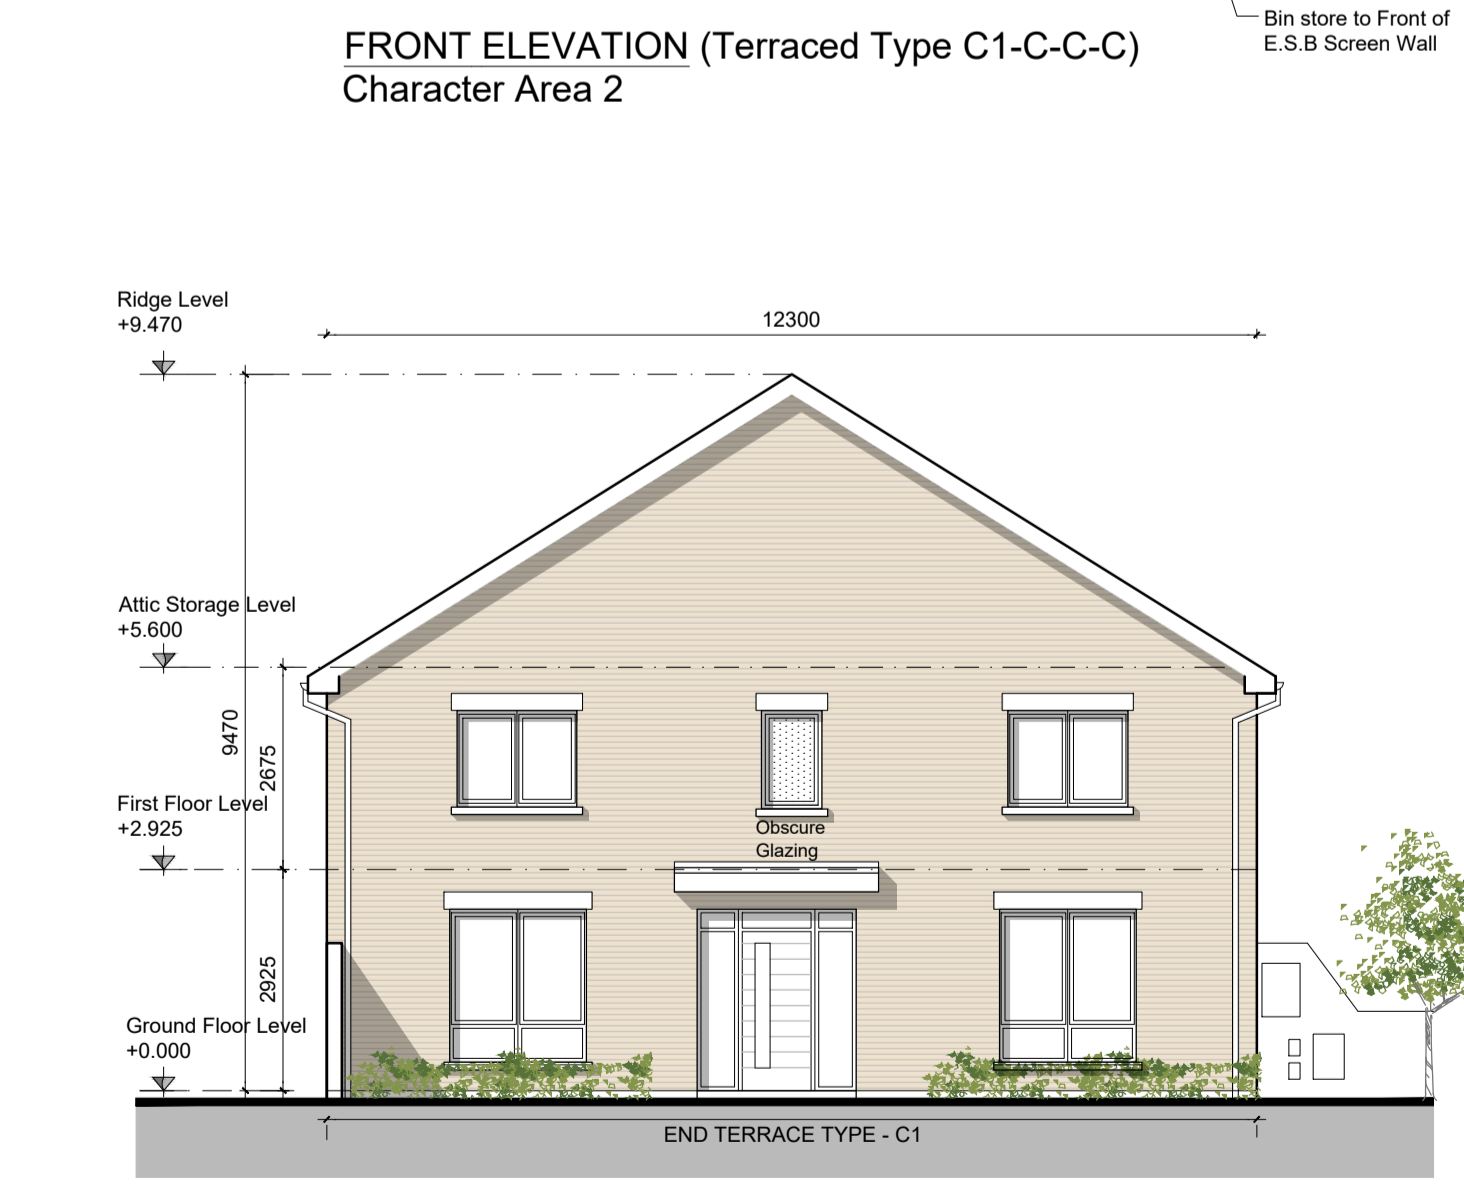 Bin store to Front of
E.S.B Screen Wall
FRONT ELEVATION (Terraced Type C1-C-C-C)
Character Area 2
Ridge Level
+9.470
12300
Attic Storage Level
+5.600
9470
2675
First Floor Level
+2.925
Obscure
Glazing
2925
Ground Floor Level
+0.000
END TERRACE TYPE - C1